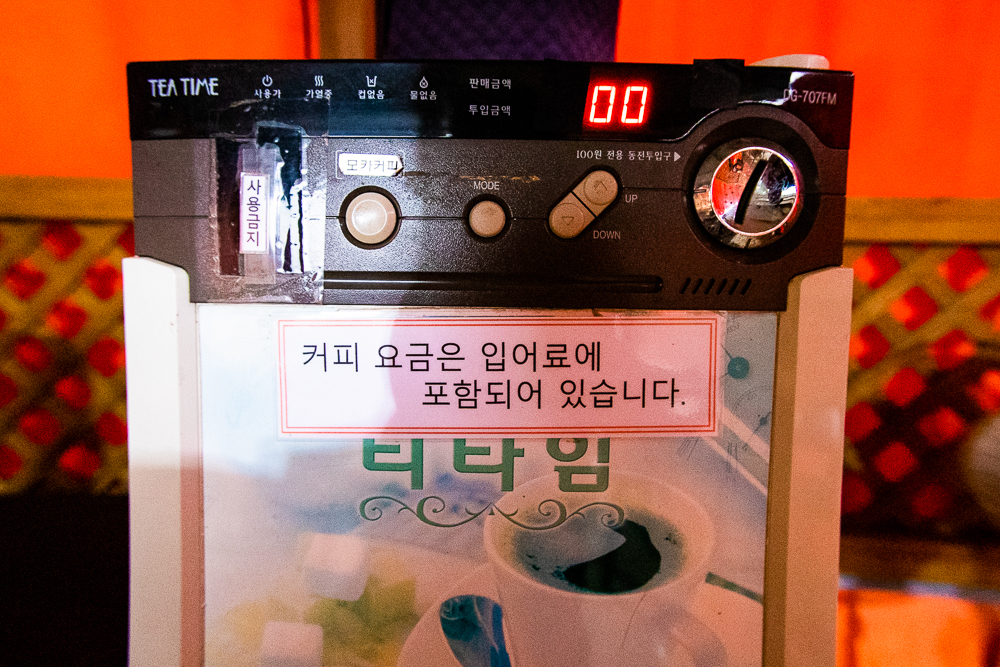 TEA TIME
사용가
가열중
컵없음
물없음
판매금액
투입금액
00
CG-707FM
100원 전용 동전투입구▶
모카커피
MODE
UP
DOWN
사용금지
커피 요금은 입어료에
포함되어 있습니다.
티타임